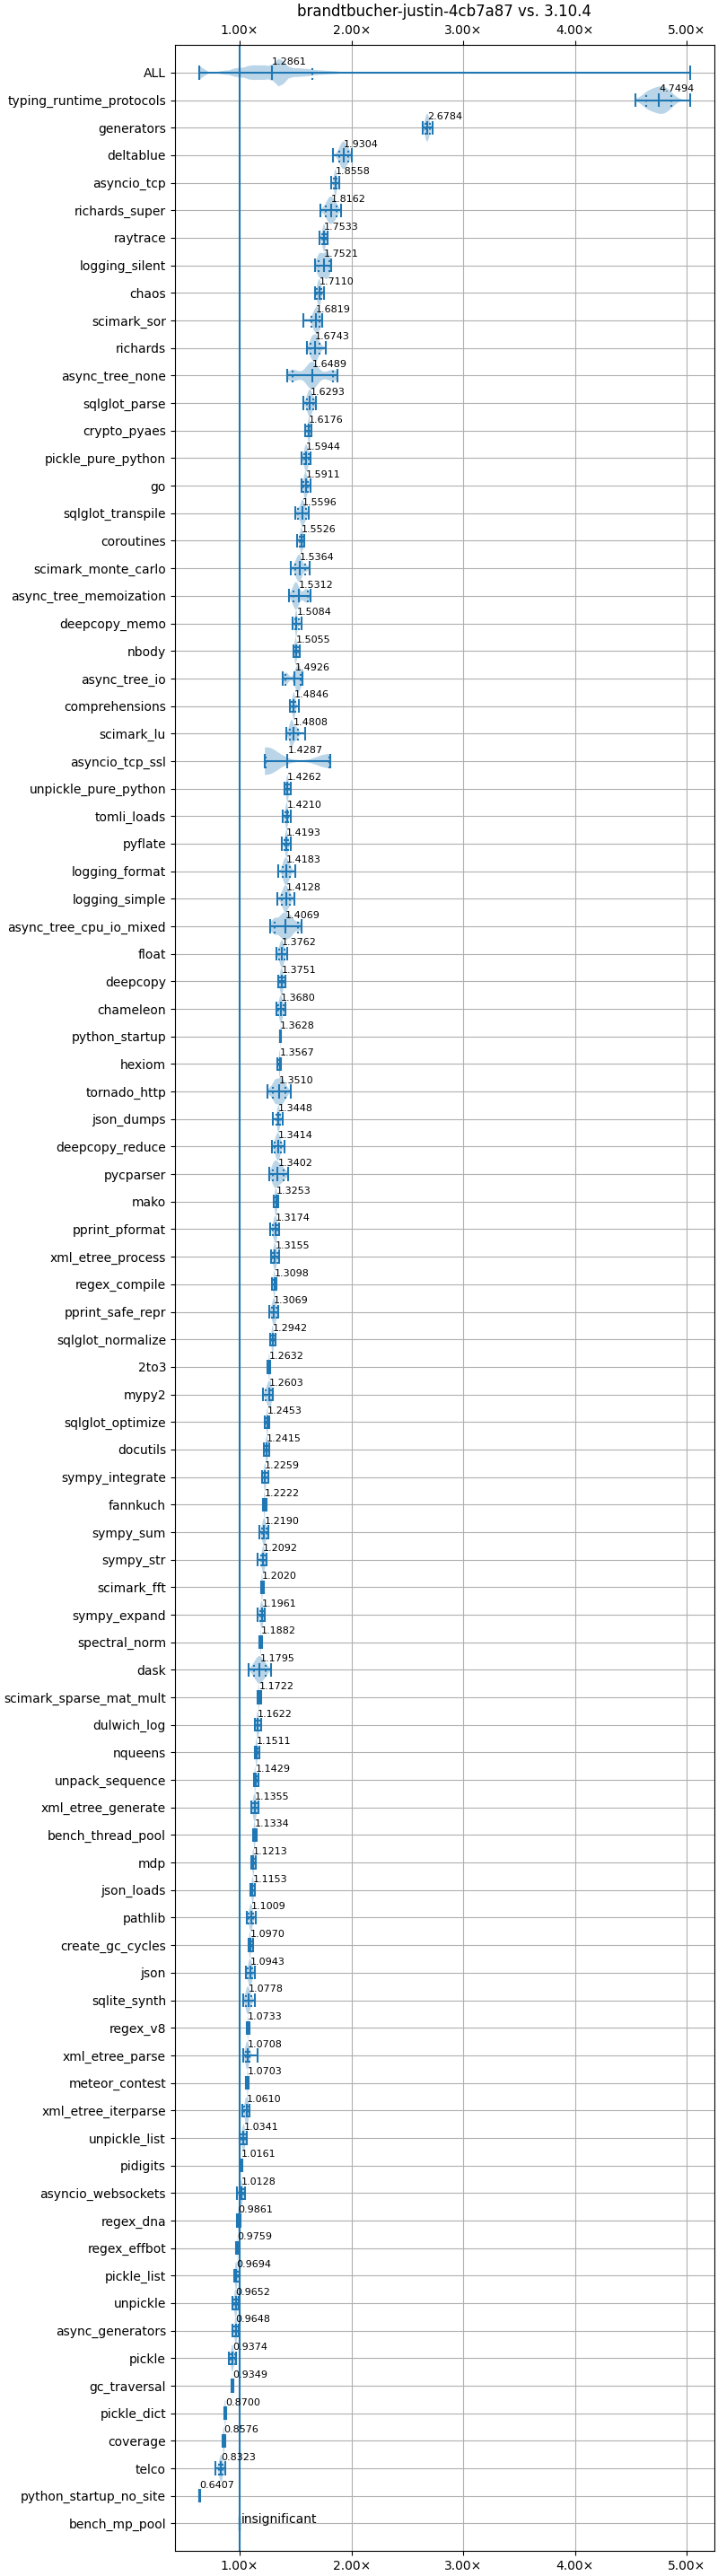 brandtbucher-justin-4cb7a87 vs. 3.10.4
1.00× 2.00× 3.00× 4.00× 5.00×
ALL 1.2861
typing_runtime_protocols 4.7494
generators 2.6784
deltablue 1.9304
asyncio_tcp 1.8558
richards_super 1.8162
raytrace 1.7533
logging_silent 1.7521
chaos 1.7110
scimark_sor 1.6819
richards 1.6743
async_tree_none 1.6489
sqlglot_parse 1.6293
crypto_pyaes 1.6176
pickle_pure_python 1.5944
go 1.5911
sqlglot_transpile 1.5596
coroutines 1.5526
scimark_monte_carlo 1.5364
async_tree_memoization 1.5312
deepcopy_memo 1.5084
nbody 1.5055
async_tree_io 1.4926
comprehensions 1.4846
scimark_lu 1.4808
asyncio_tcp_ssl 1.4287
unpickle_pure_python 1.4262
tomli_loads 1.4210
pyflate 1.4193
logging_format 1.4183
logging_simple 1.4128
async_tree_cpu_io_mixed 1.4069
float 1.3762
deepcopy 1.3751
chameleon 1.3680
python_startup 1.3628
hexiom 1.3567
tornado_http 1.3510
json_dumps 1.3448
deepcopy_reduce 1.3414
pycparser 1.3402
mako 1.3253
pprint_pformat 1.3174
xml_etree_process 1.3155
regex_compile 1.3098
pprint_safe_repr 1.3069
sqlglot_normalize 1.2942
2to3 1.2632
mypy2 1.2603
sqlglot_optimize 1.2453
docutils 1.2415
sympy_integrate 1.2259
fannkuch 1.2222
sympy_sum 1.2190
sympy_str 1.2092
scimark_fft 1.2020
sympy_expand 1.1961
spectral_norm 1.1882
dask 1.1795
scimark_sparse_mat_mult 1.1722
dulwich_log 1.1622
nqueens 1.1511
unpack_sequence 1.1429
xml_etree_generate 1.1355
bench_thread_pool 1.1334
mdp 1.1213
json_loads 1.1153
pathlib 1.1009
create_gc_cycles 1.0970
json 1.0943
sqlite_synth 1.0778
regex_v8 1.0733
xml_etree_parse 1.0708
meteor_contest 1.0703
xml_etree_iterparse 1.0610
unpickle_list 1.0341
pidigits 1.0161
asyncio_websockets 1.0128
regex_dna 0.9861
regex_effbot 0.9759
pickle_list 0.9694
unpickle 0.9652
async_generators 0.9648
pickle 0.9374
gc_traversal 0.9349
pickle_dict 0.8700
coverage 0.8576
telco 0.8323
python_startup_no_site 0.6407
bench_mp_pool insignificant
1.00× 2.00× 3.00× 4.00× 5.00×